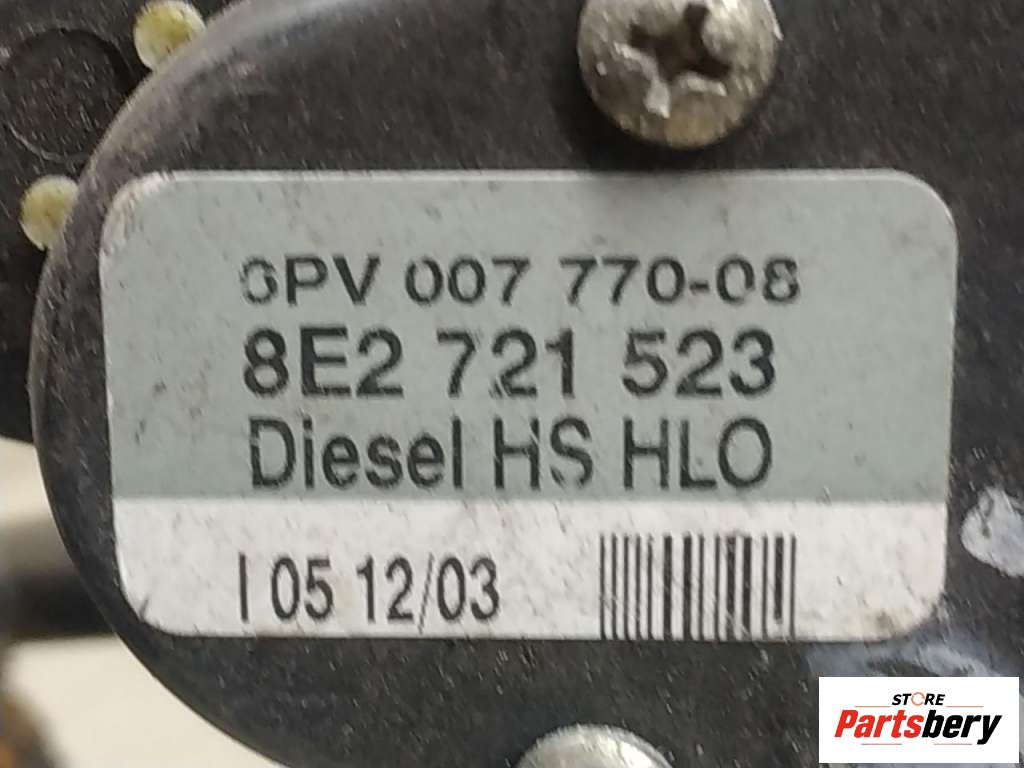 6PV 007 770-08
8E2 721 523
Diesel HS HLO
I 05 12/03
STORE
Partsbery